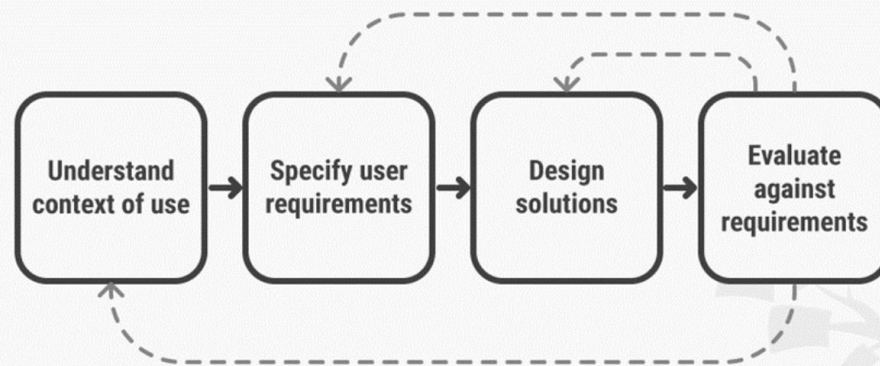 Understand
context of use
Specify user
requirements
Design
solutions
Evaluate
against
requirements